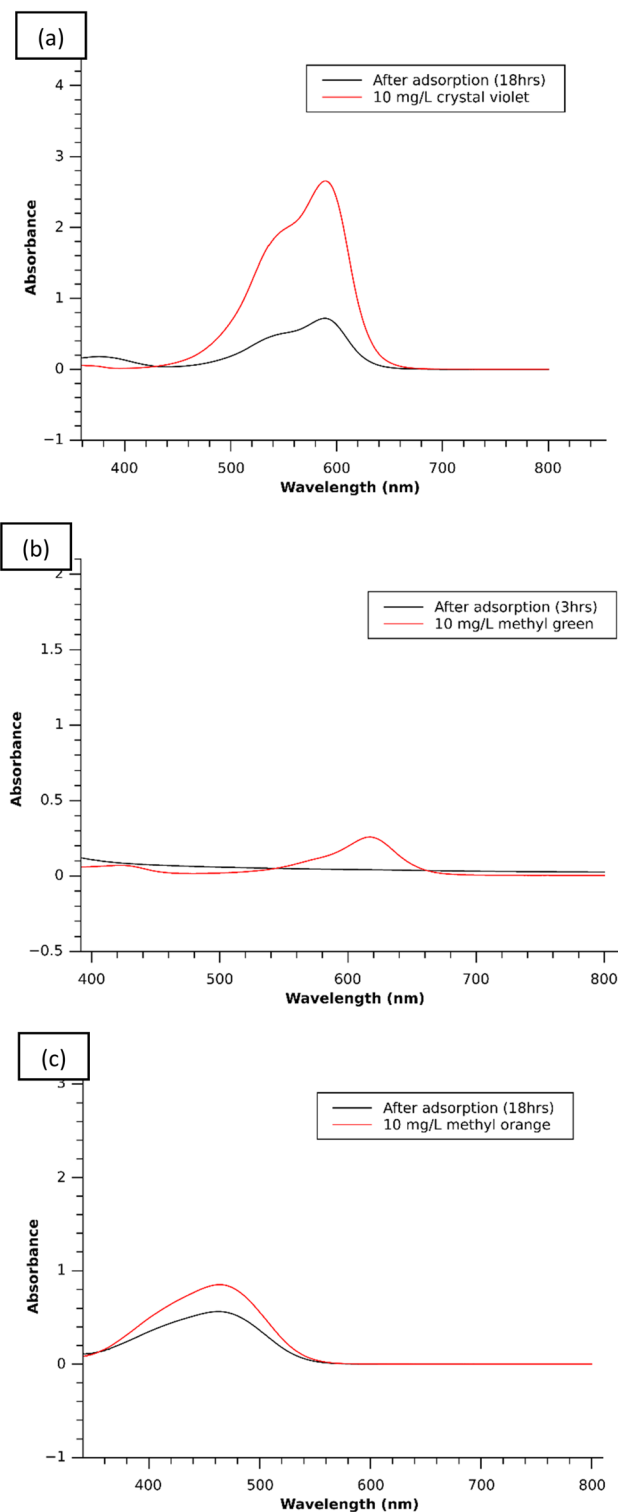 (a)
After adsorption (18hrs)
10 mg/L crystal violet
4
3
2
1
0
−1
Absorbance
400 500 600 700 800
Wavelength (nm)
(b)
After adsorption (3hrs)
10 mg/L methyl green
2
1.5
1
0.5
0
−0.5
Absorbance
400 500 600 700 800
Wavelength (nm)
(c)
After adsorption (18hrs)
10 mg/L methyl orange
3
2
1
0
−1
Absorbance
400 500 600 700 800
Wavelength (nm)